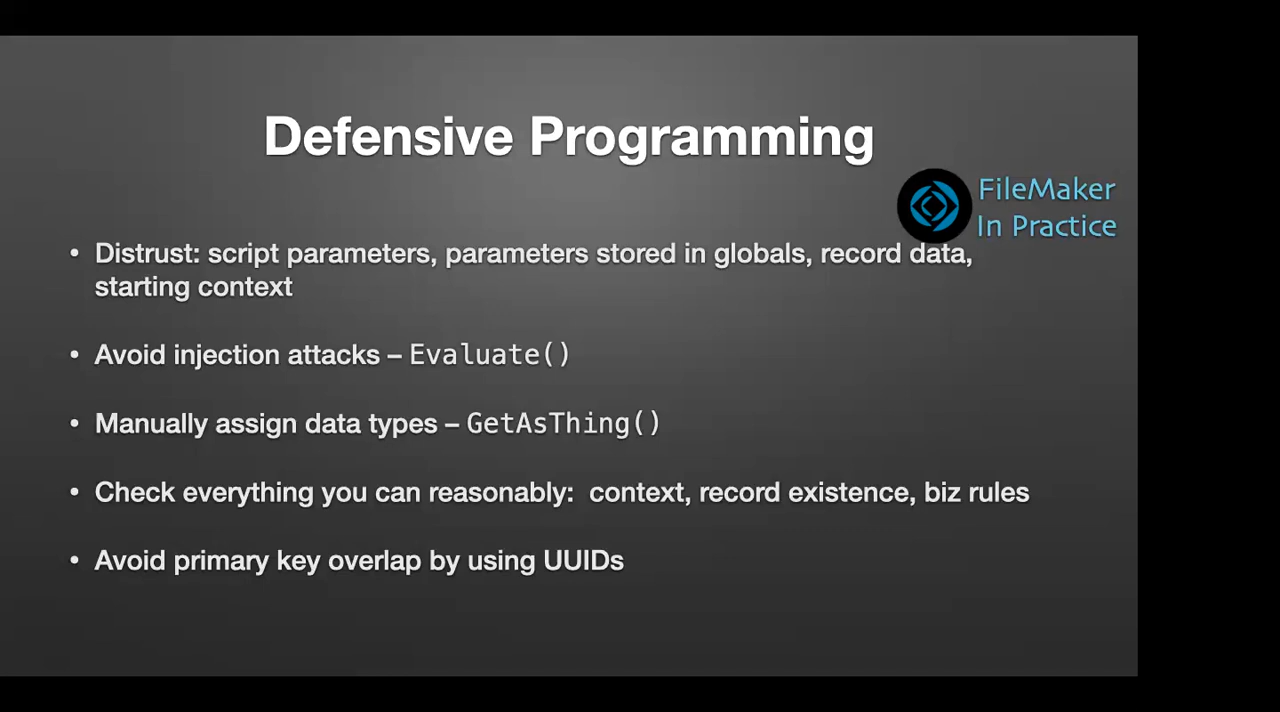 Defensive Programming
FileMaker
In Practice
• Distrust: script parameters, parameters stored in globals, record data,
starting context
• Avoid injection attacks – Evaluate()
• Manually assign data types – GetAsThing()
• Check everything you can reasonably:  context, record existence, biz rules
• Avoid primary key overlap by using UUIDs